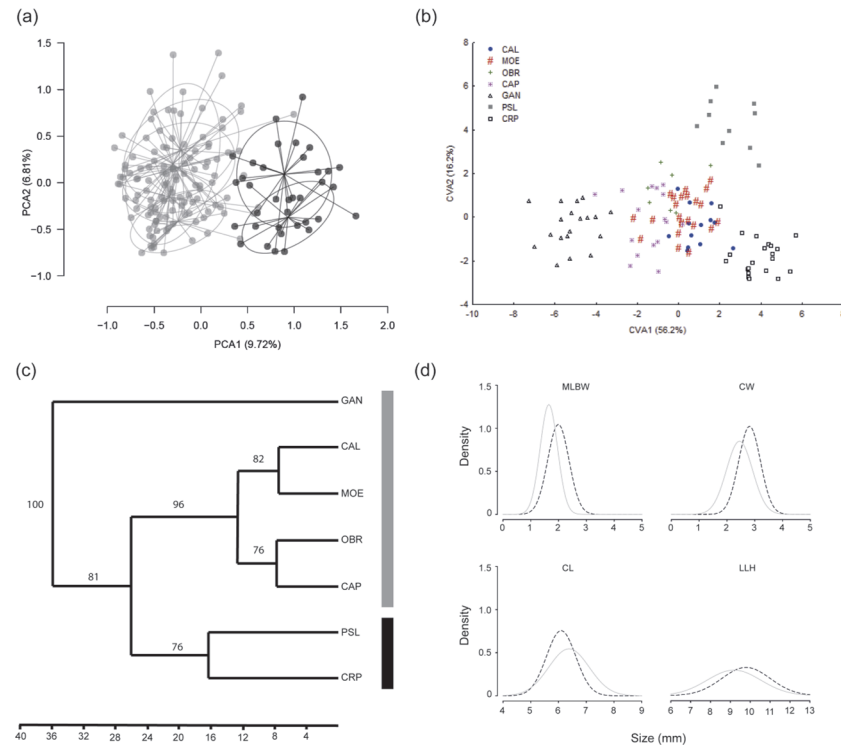 (a)
1.5
1.0
0.5
0.0
−0.5
−1.0
PCA2 (6.81%)
−1.0 −0.5 0.0 0.5 1.0 1.5 2.0
PCA1 (9.72%)
(b)
CAL
MOE
OBR
CAP
GAN
PSL
CRP
8
6
4
2
0
-2
-4
CVA2 (16.2%)
-10 -8 -6 -4 -2 0 2 4 6 8
CVA1 (56.2%)
(c)
GAN
CAL
82
MOE
100
96
OBR
76
CAP
81
PSL
76
CRP
40 36 32 28 24 20 16 12 8 4
(d)
MLBW
1.5
1.0
0.5
0
Density
0 1 2 3 4 5
CW
0 1 2 3 4 5
CL
1.5
1.0
0.5
0
Density
4 5 6 7 8 9
LLH
6 7 8 9 10 11 12 13
Size (mm)